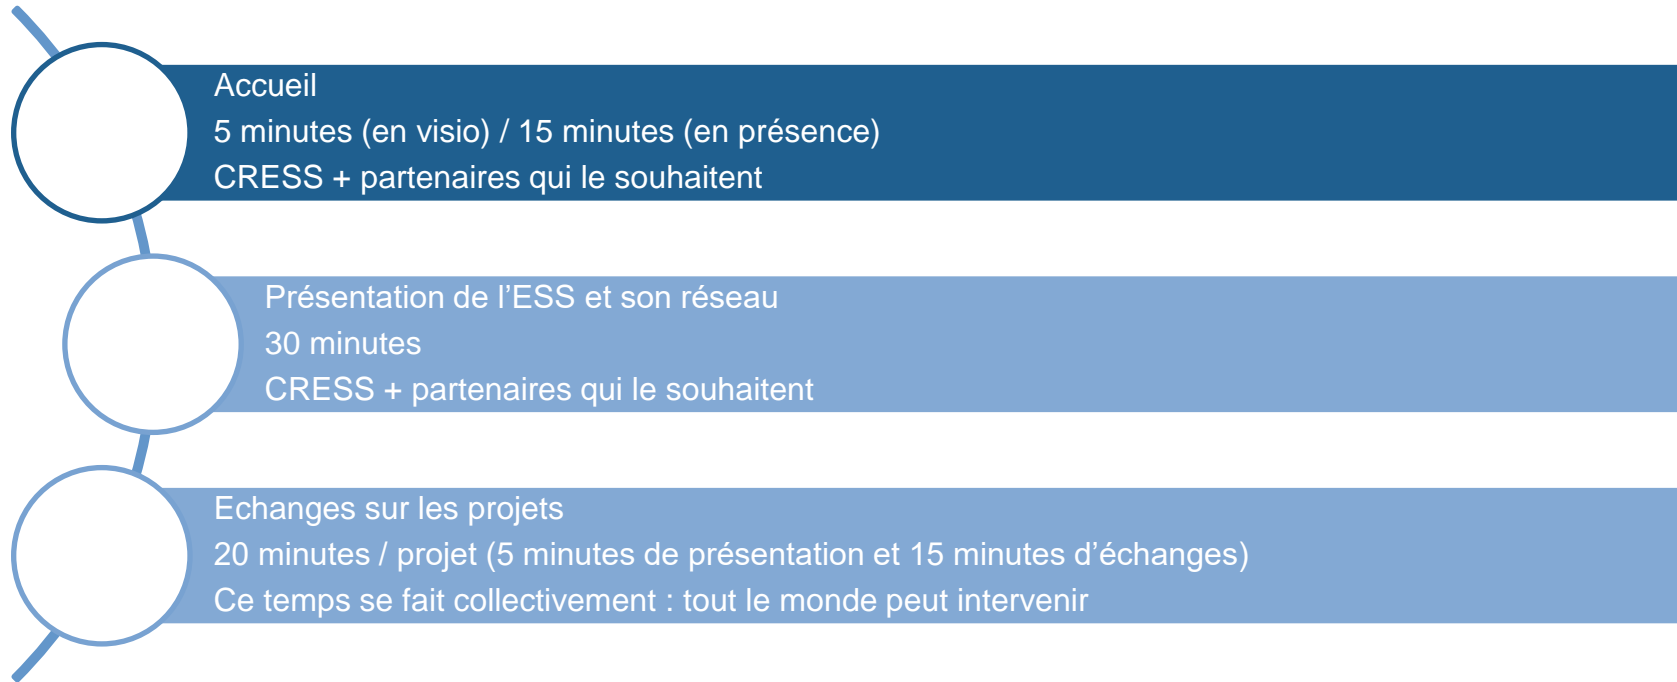 Accueil
5 minutes (en visio) / 15 minutes (en présence)
CRESS + partenaires qui le souhaitent
Présentation de l’ESS et son réseau
30 minutes
CRESS + partenaires qui le souhaitent
Echanges sur les projets
20 minutes / projet (5 minutes de présentation et 15 minutes d’échanges)
Ce temps se fait collectivement : tout le monde peut intervenir